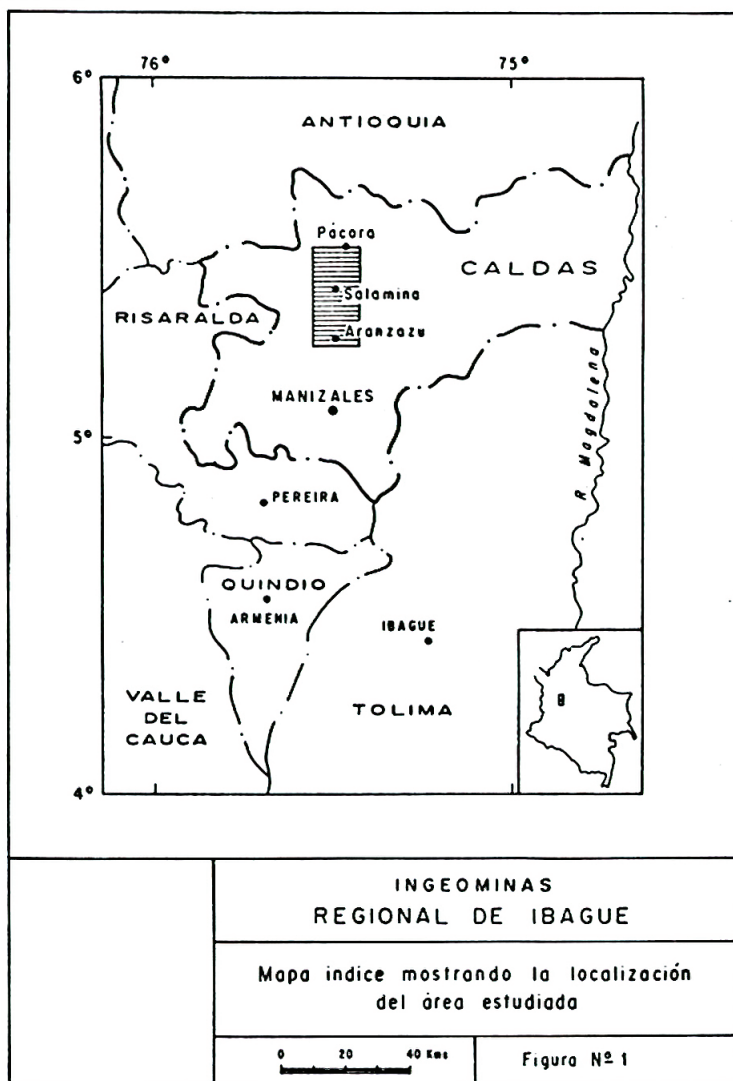 76° 75°
6°
ANTIOQUIA
Pácora
CALDAS
Salamina
RISARALDA
Aranzazu
MANIZALES
R. Magdalena
5°
PEREIRA
QUINDIO
ARMENIA
IBAGUE
VALLE
DEL
CAUCA
TOLIMA
4°
INGEOMINAS
REGIONAL DE IBAGUE
Mapa indice mostrando la localización
del área estudiada
0 20 40 Kms
Figura Nº 1